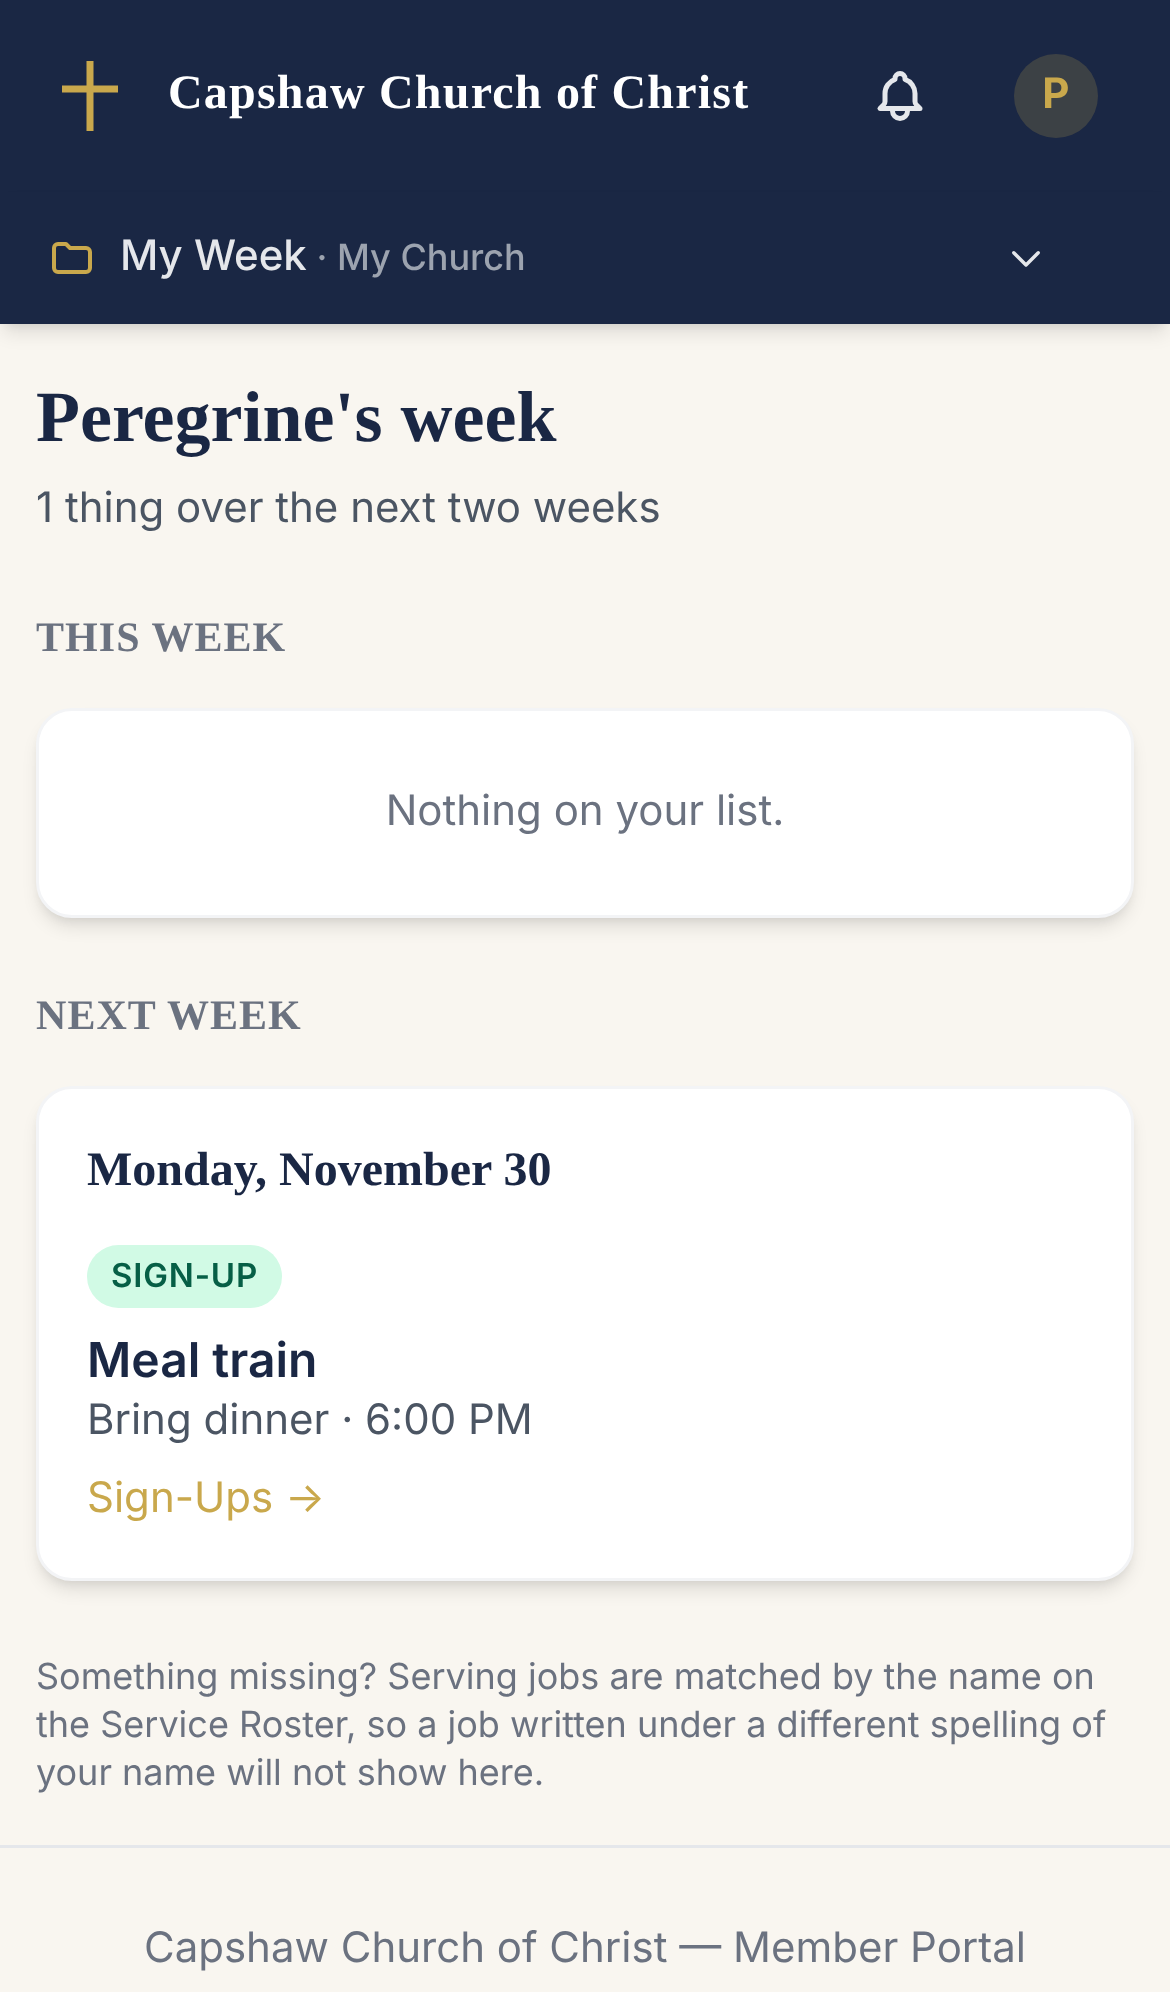 Capshaw Church of Christ
P
My Week · My Church
Peregrine's week
1 thing over the next two weeks
THIS WEEK
Nothing on your list.
NEXT WEEK
Monday, November 30
SIGN-UP
Meal train
Bring dinner · 6:00 PM
Sign-Ups →
Something missing? Serving jobs are matched by the name on
the Service Roster, so a job written under a different spelling of
your name will not show here.
Capshaw Church of Christ — Member Portal